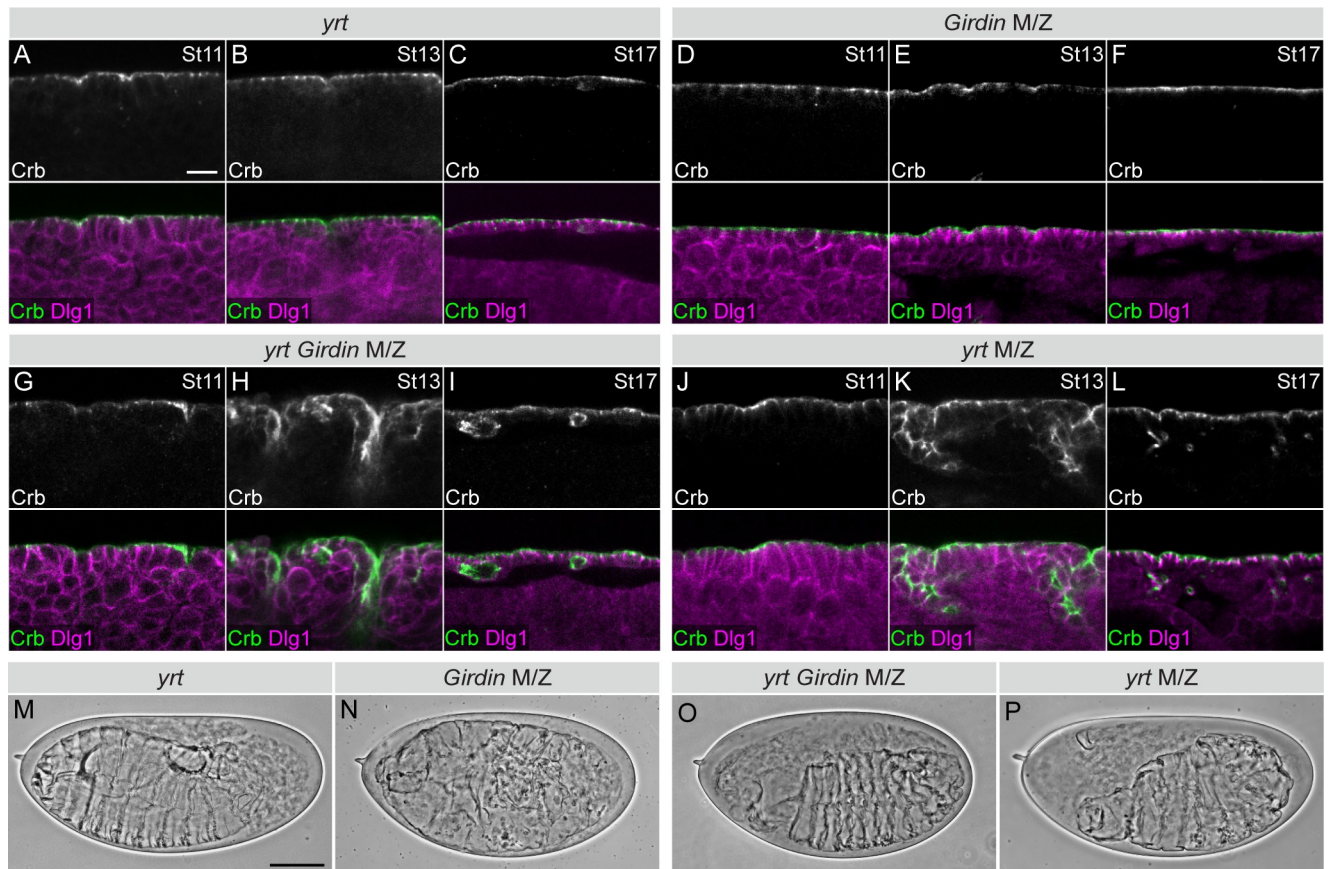 yrt
Girdin M/Z
A St11 B St13 C St17 D St11 E St13 F St17
Crb Crb Crb Crb Crb Crb
Crb Dlg1 Crb Dlg1 Crb Dlg1 Crb Dlg1 Crb Dlg1 Crb Dlg1
yrt Girdin M/Z
yrt M/Z
G St11 H St13 I St17 J St11 K St13 L St17
Crb Crb Crb Crb Crb Crb
Crb Dlg1 Crb Dlg1 Crb Dlg1 Crb Dlg1 Crb Dlg1 Crb Dlg1
yrt
Girdin M/Z
yrt Girdin M/Z
yrt M/Z
M N O P